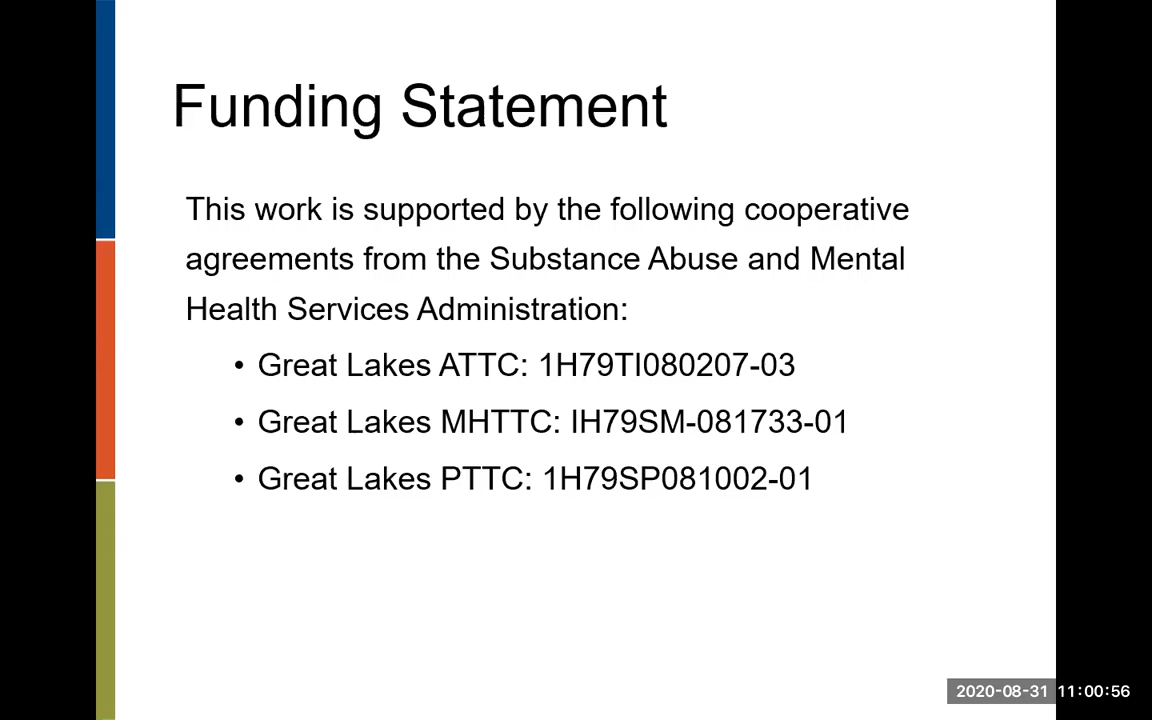 Funding Statement
This work is supported by the following cooperative
agreements from the Substance Abuse and Mental
Health Services Administration:
• Great Lakes ATTC: 1H79TI080207-03
• Great Lakes MHTTC: IH79SM-081733-01
• Great Lakes PTTC: 1H79SP081002-01
2020-08-31 11:00:56